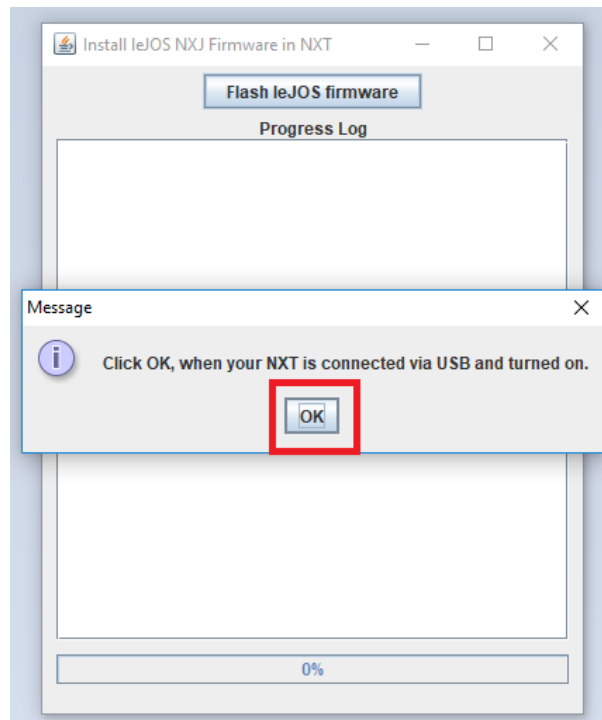 Install leJOS NXJ Firmware in NXT
Flash leJOS firmware
Progress Log
Message
i
Click OK, when your NXT is connected via USB and turned on.
OK
0%